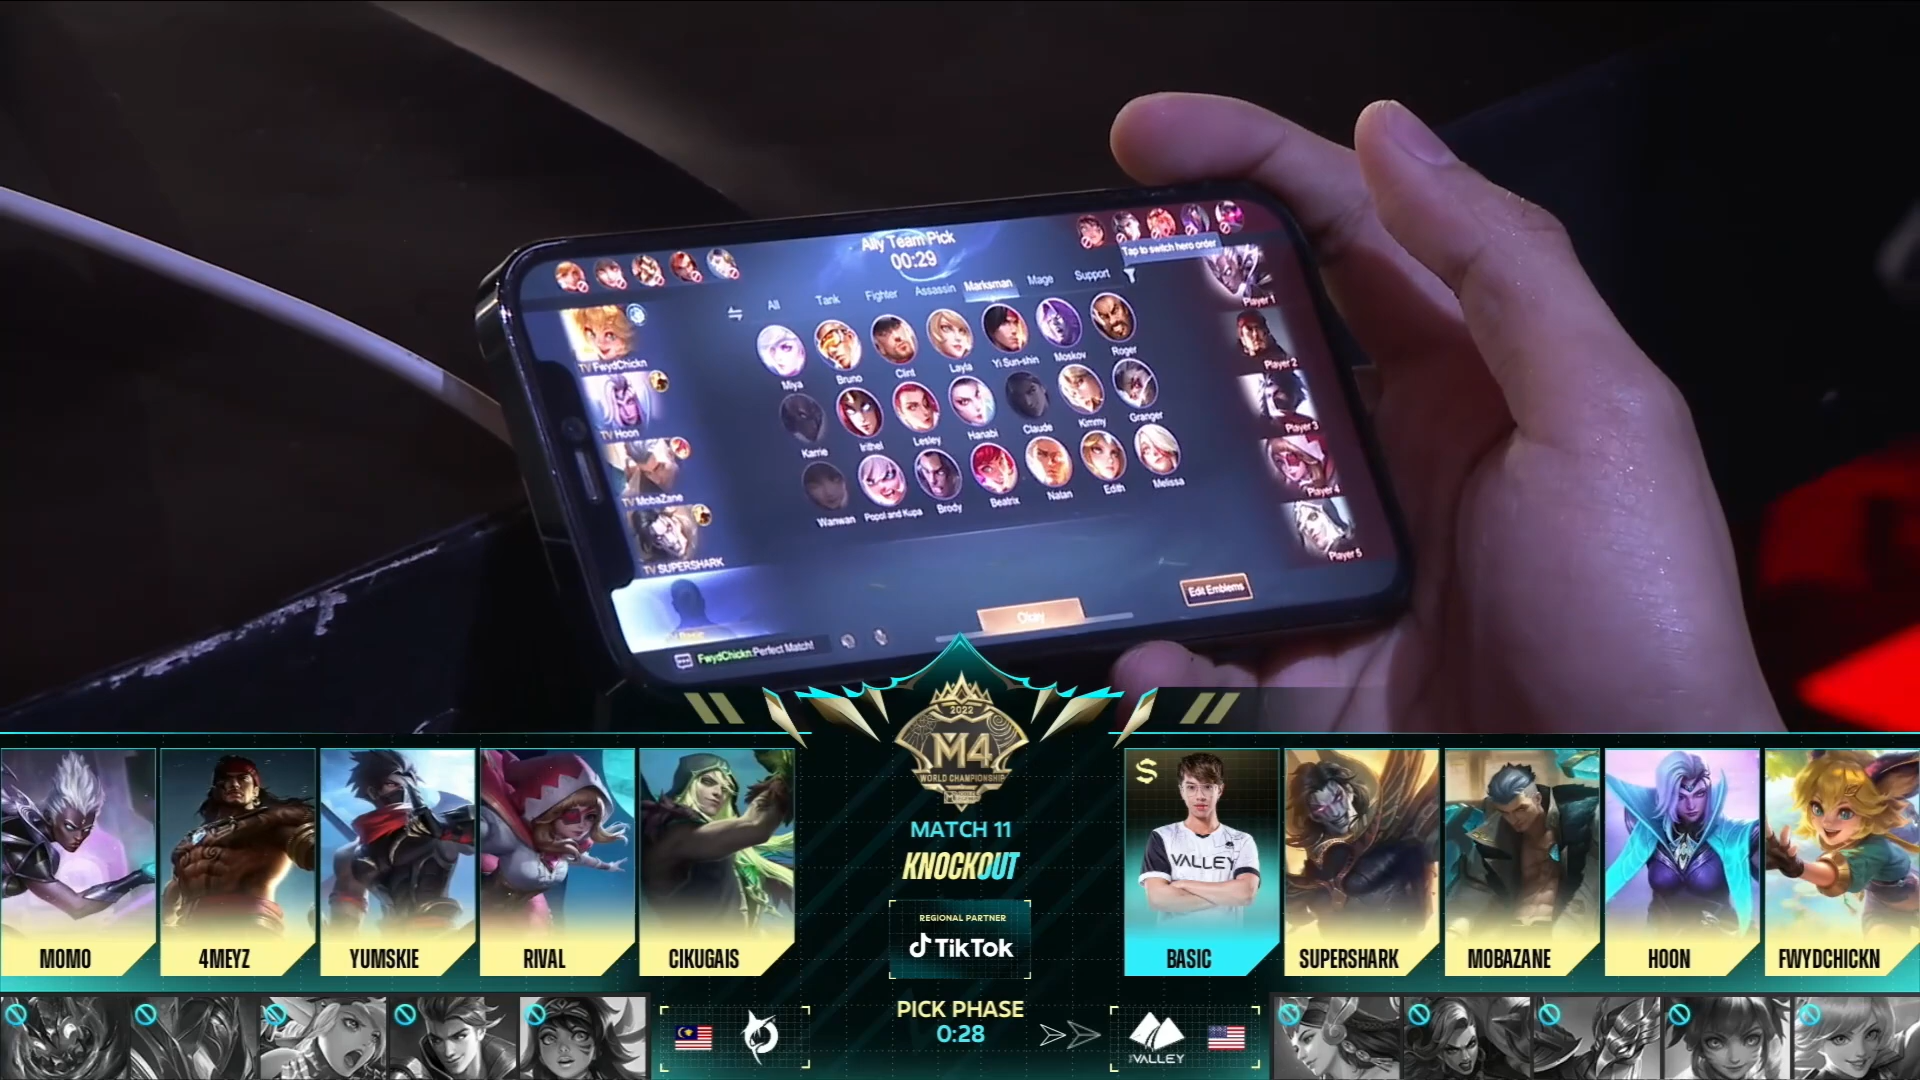 Ally Team Pick
00:29
Tap to switch hero order
All
Tank
Fighter
Assassin
Marksman
Mage
Support
Miya
Bruno
Clint
Layla
Yi Sun-shin
Moskov
Roger
Karrie
Irithel
Lesley
Hanabi
Claude
Kimmy
Granger
Wanwan
Popol and Kupa
Brody
Beatrix
Natan
Edith
Melissa
TV FwydChickn
TV Hoon
TV MobaZane
TV SUPERSHARK
Player 1
Player 2
Player 3
Player 4
Player 5
Okay
Edit Emblems
FwydChickn:Perfect Match!
2022
M4
WORLD CHAMPIONSHIP
MATCH 11
KNOCKOUT
REGIONAL PARTNER
TikTok
PICK PHASE
0:28
MOMO
4MEYZ
YUMSKIE
RIVAL
CIKUGAIS
VALLEY
BASIC
SUPERSHARK
MOBAZANE
HOON
FWYDCHICKN
THE VALLEY